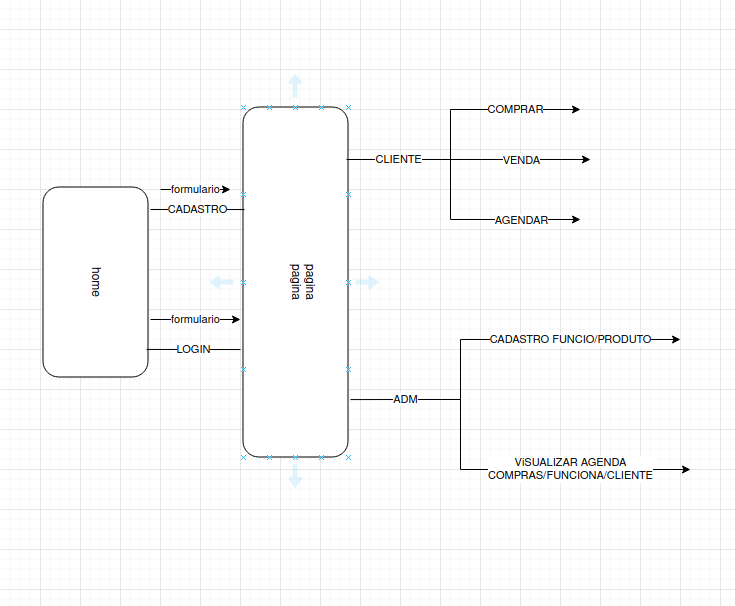 COMPRAR
CLIENTE
VENDA
formulario
CADASTRO
AGENDAR
home
pagina
pagina
formulario
LOGIN
CADASTRO FUNCIO/PRODUTO
ADM
ViSUALIZAR AGENDA
COMPRAS/FUNCIONA/CLIENTE